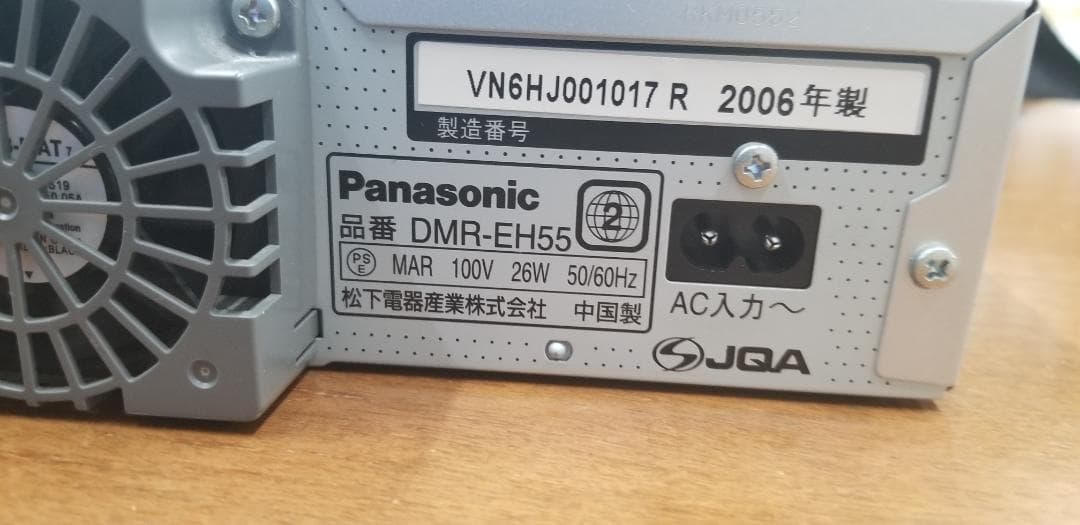 VN6HJ001017 R 2006年製
製造番号
Panasonic
2
品番 DMR-EH55
PSE MAR 100V 26W 50/60Hz
松下電器産業株式会社 中国製
AC入力～
JQA